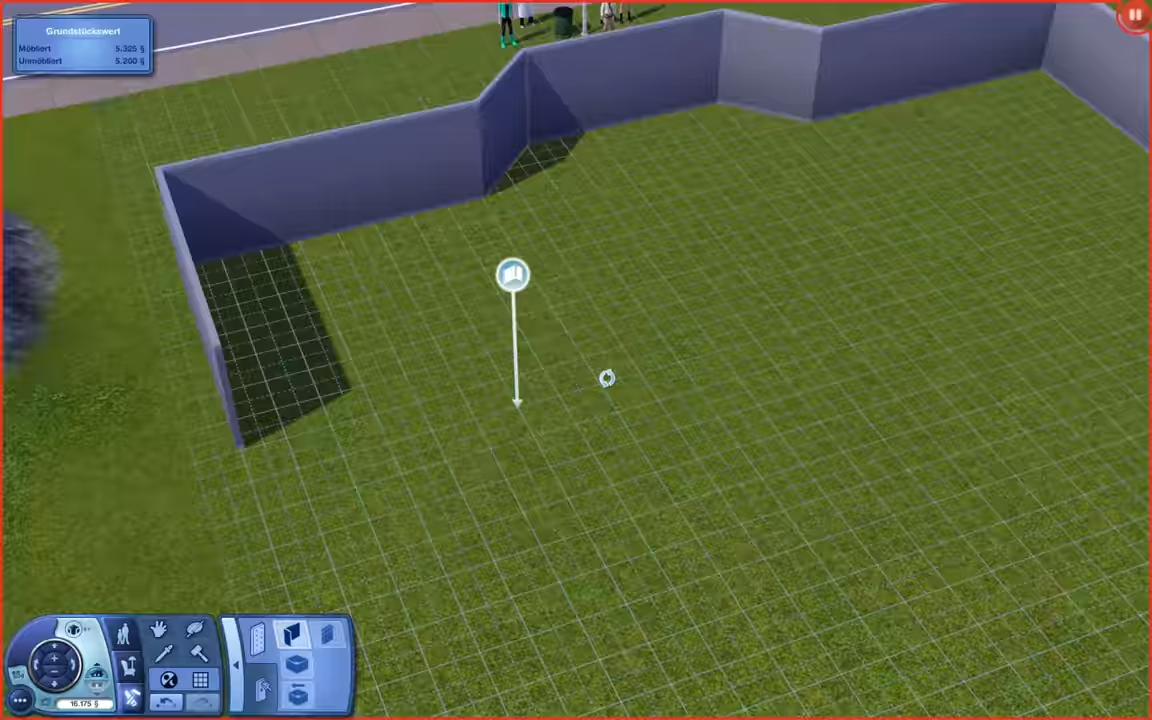 Grundstückswert
Möbliert 5.325 §
Unmöbliert 5.200 §
16.175 §